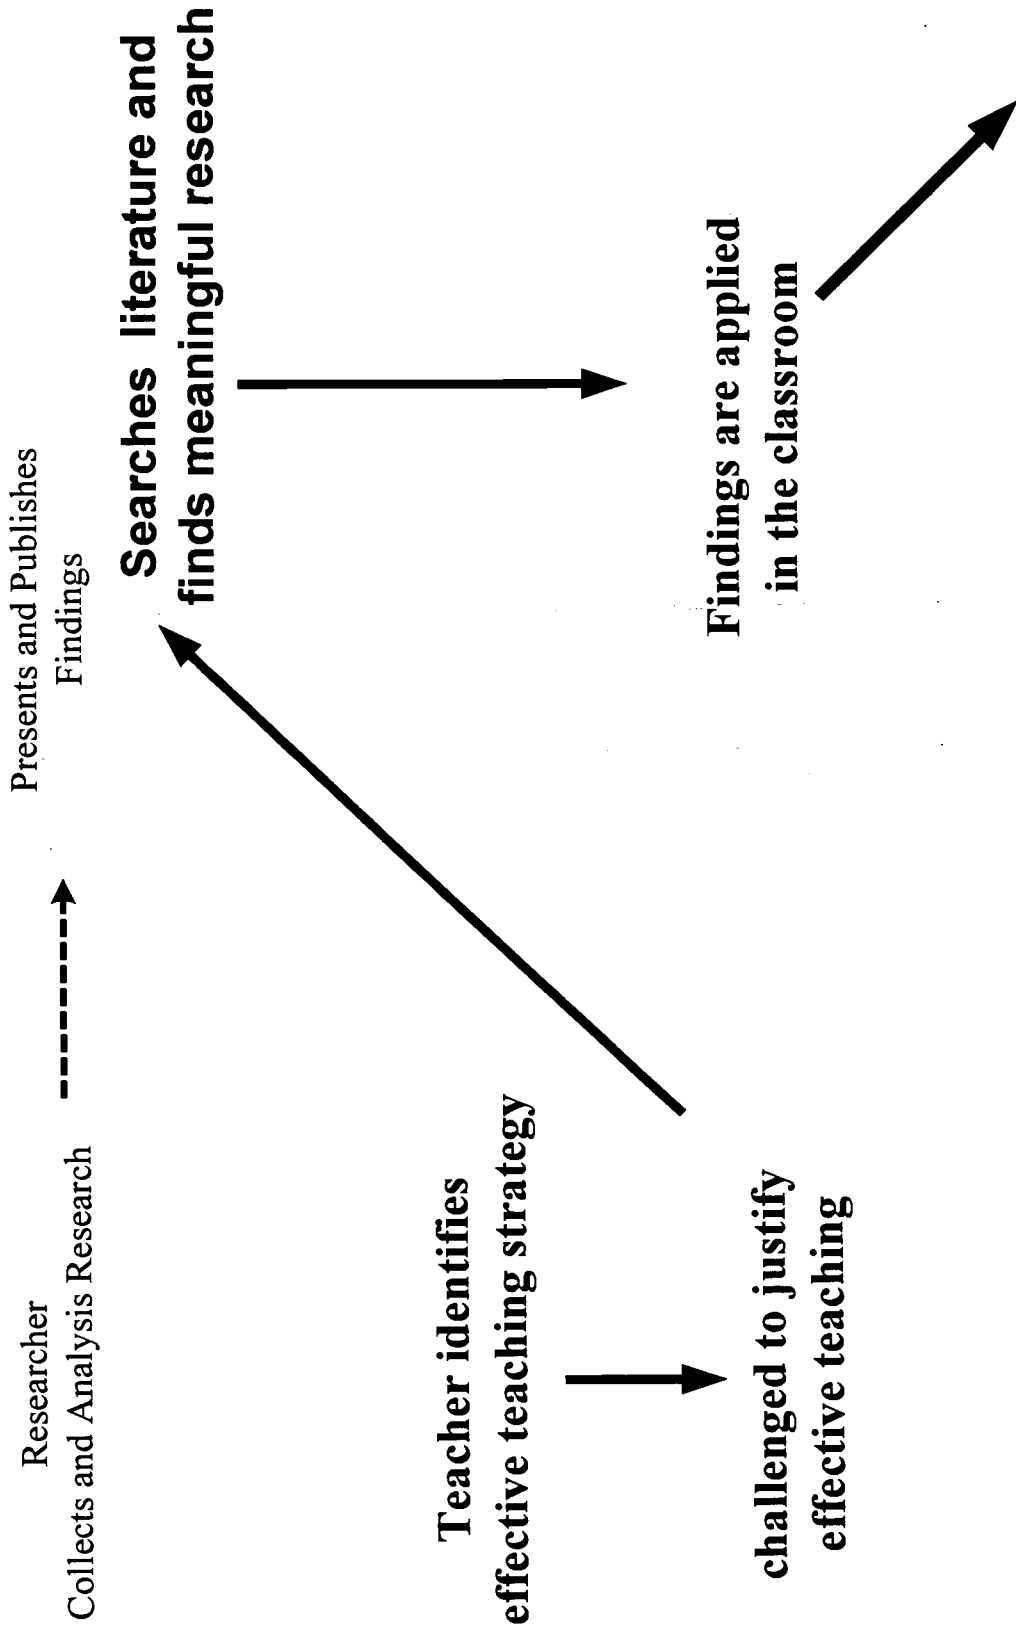 Researcher
Collects and Analysis Research
Presents and Publishes
Findings
Teacher identifies
effective teaching strategy
challenged to justify
effective teaching
Searches literature and
finds meaningful research
Findings are applied
in the classroom